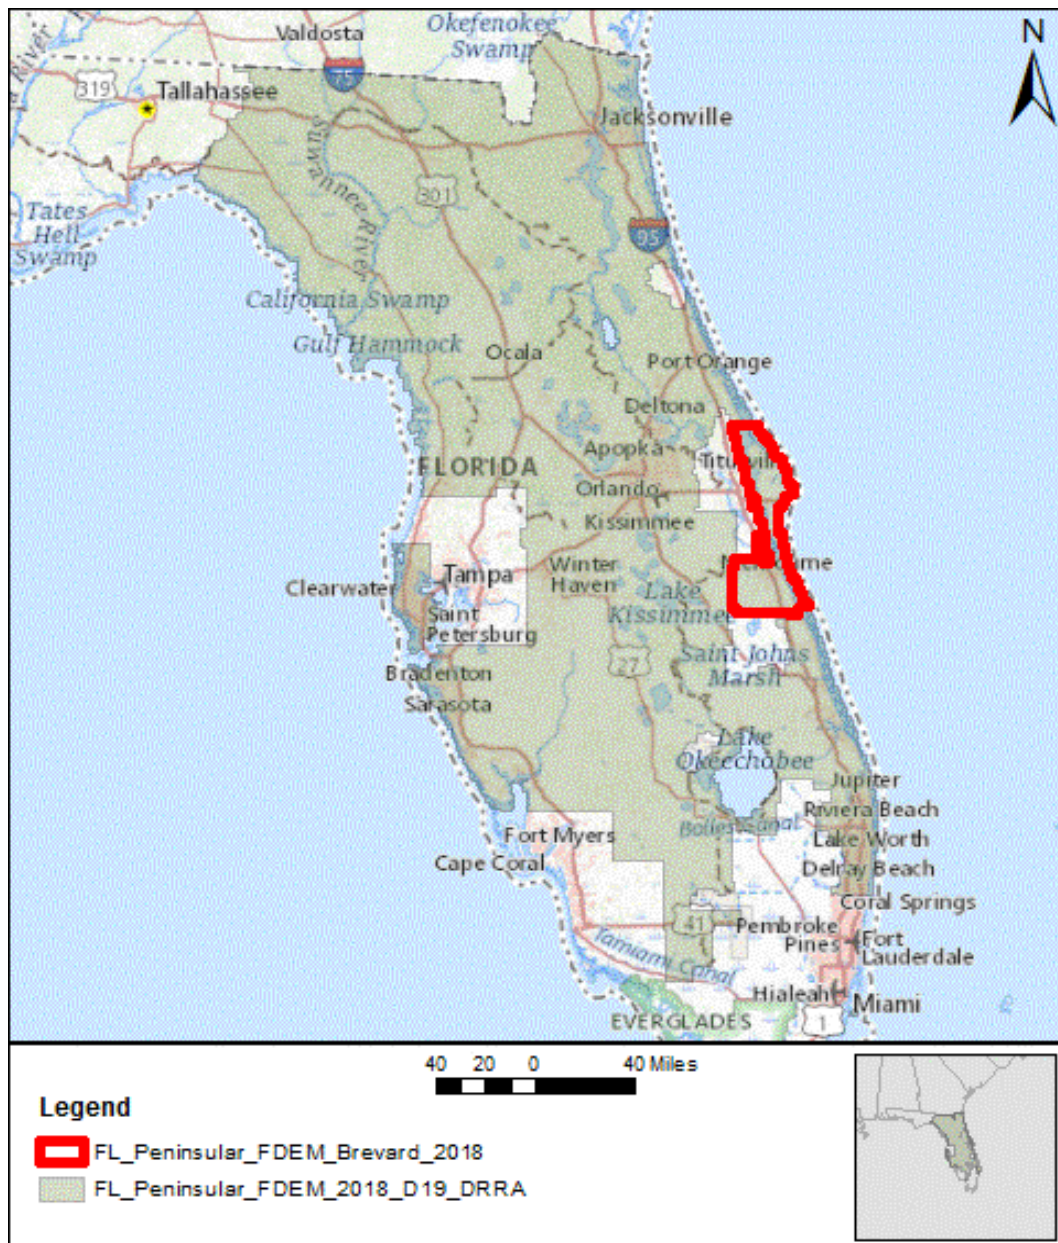 Okefenokee
Swamp
Valdosta
N
75
319
Tallahassee
Jacksonville
Suwannee River
301
Tates
Hell
Swamp
95
California Swamp
Gulf Hammock
Ocala
Port Orange
Deltona
Apopka
FLORIDA
Orlando
Kissimmee
Clearwater
Tampa
Winter
Haven
Lake
Kissimmee
Saint
Petersburg
27
Saint Johns
Marsh
Bradenton
Sarasota
Lake
Okeechobee
Jupiter
Riviera Beach
Bolles Canal
Fort Myers
Lake Worth
Cape Coral
Delray Beach
Coral Springs
41
Pembroke
Pines
Fort
Lauderdale
Tamiami Canal
Hialeah
Miami
EVERGLADES
1
40 20 0 40 Miles
Legend
FL_Peninsular_FDEM_Brevard_2018
FL_Peninsular_FDEM_2018_D19_DRRA